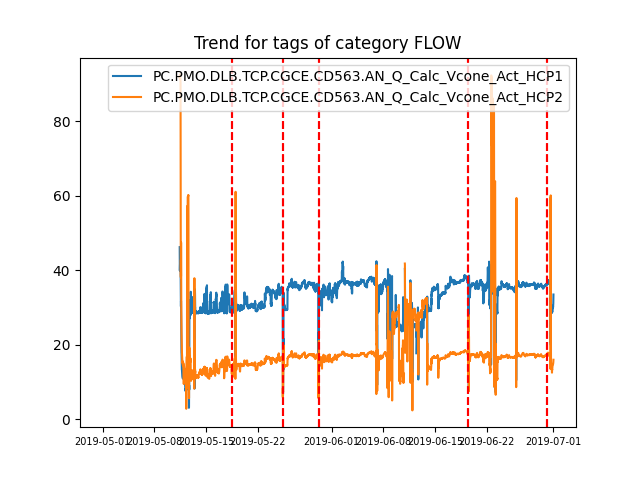 Trend for tags of category FLOW
PC.PMO.DLB.TCP.CGCE.CD563.AN_Q_Calc_Vcone_Act_HCP1
PC.PMO.DLB.TCP.CGCE.CD563.AN_Q_Calc_Vcone_Act_HCP2
80
60
40
20
0
2019-05-01 2019-05-08 2019-05-15 2019-05-22 2019-06-01 2019-06-08 2019-06-15 2019-06-22 2019-07-01